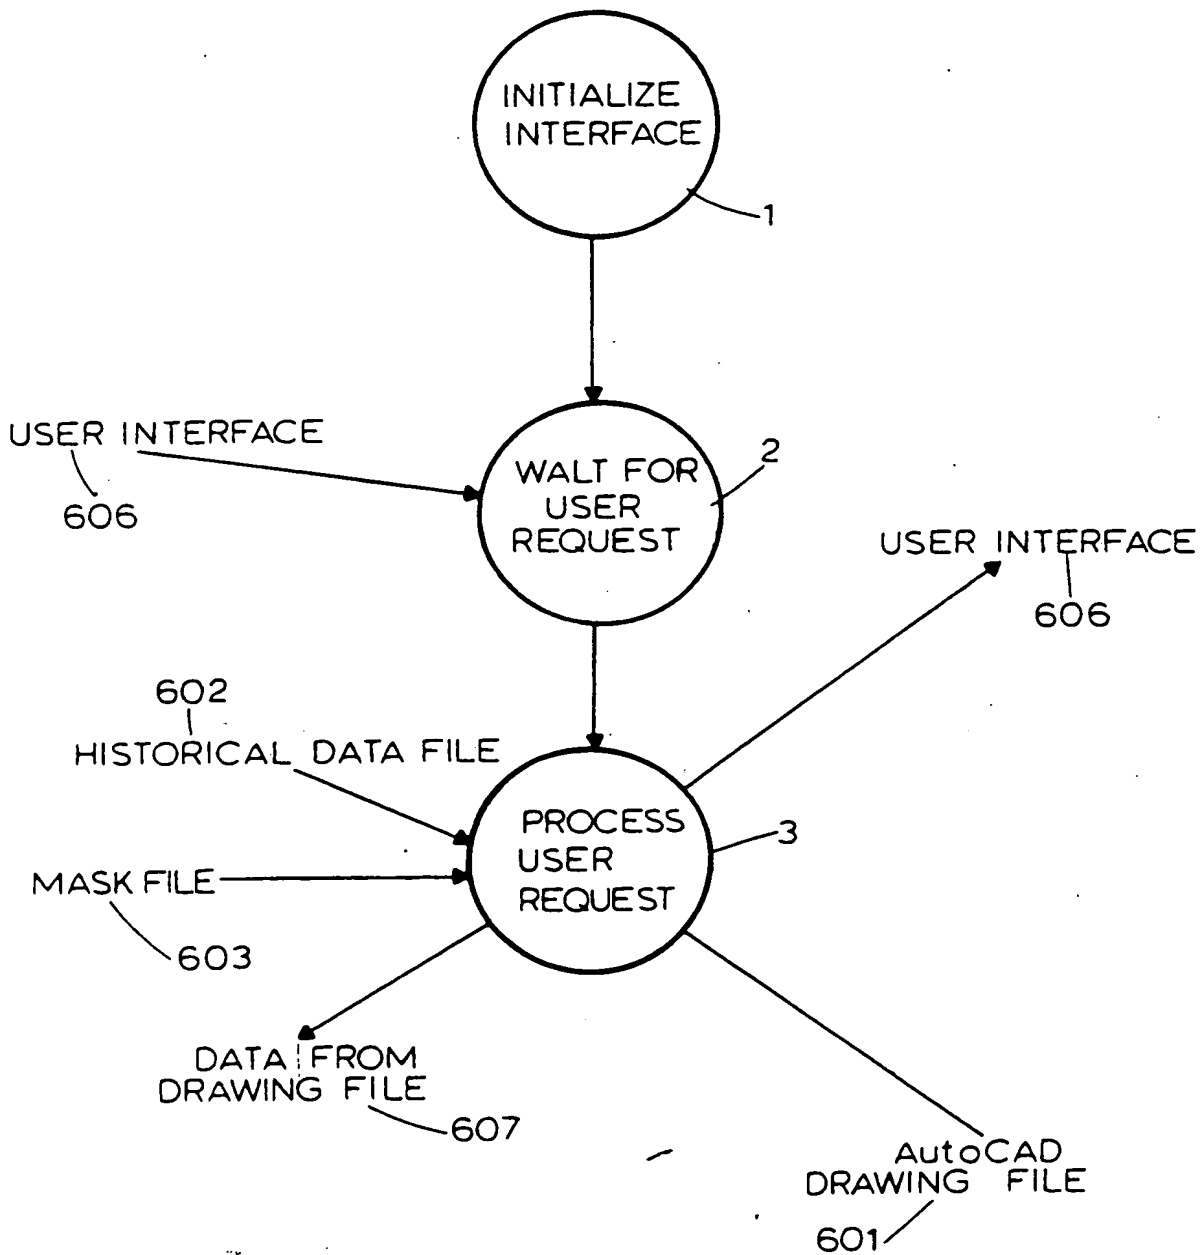 INITIALIZE
INTERFACE
1
USER INTERFACE
606
WALT FOR
USER
REQUEST
2
USER INTERFACE
606
602
HISTORICAL DATA FILE
MASK FILE
603
PROCESS
USER
REQUEST
3
DATA FROM
DRAWING FILE
607
AutoCAD
DRAWING FILE
601